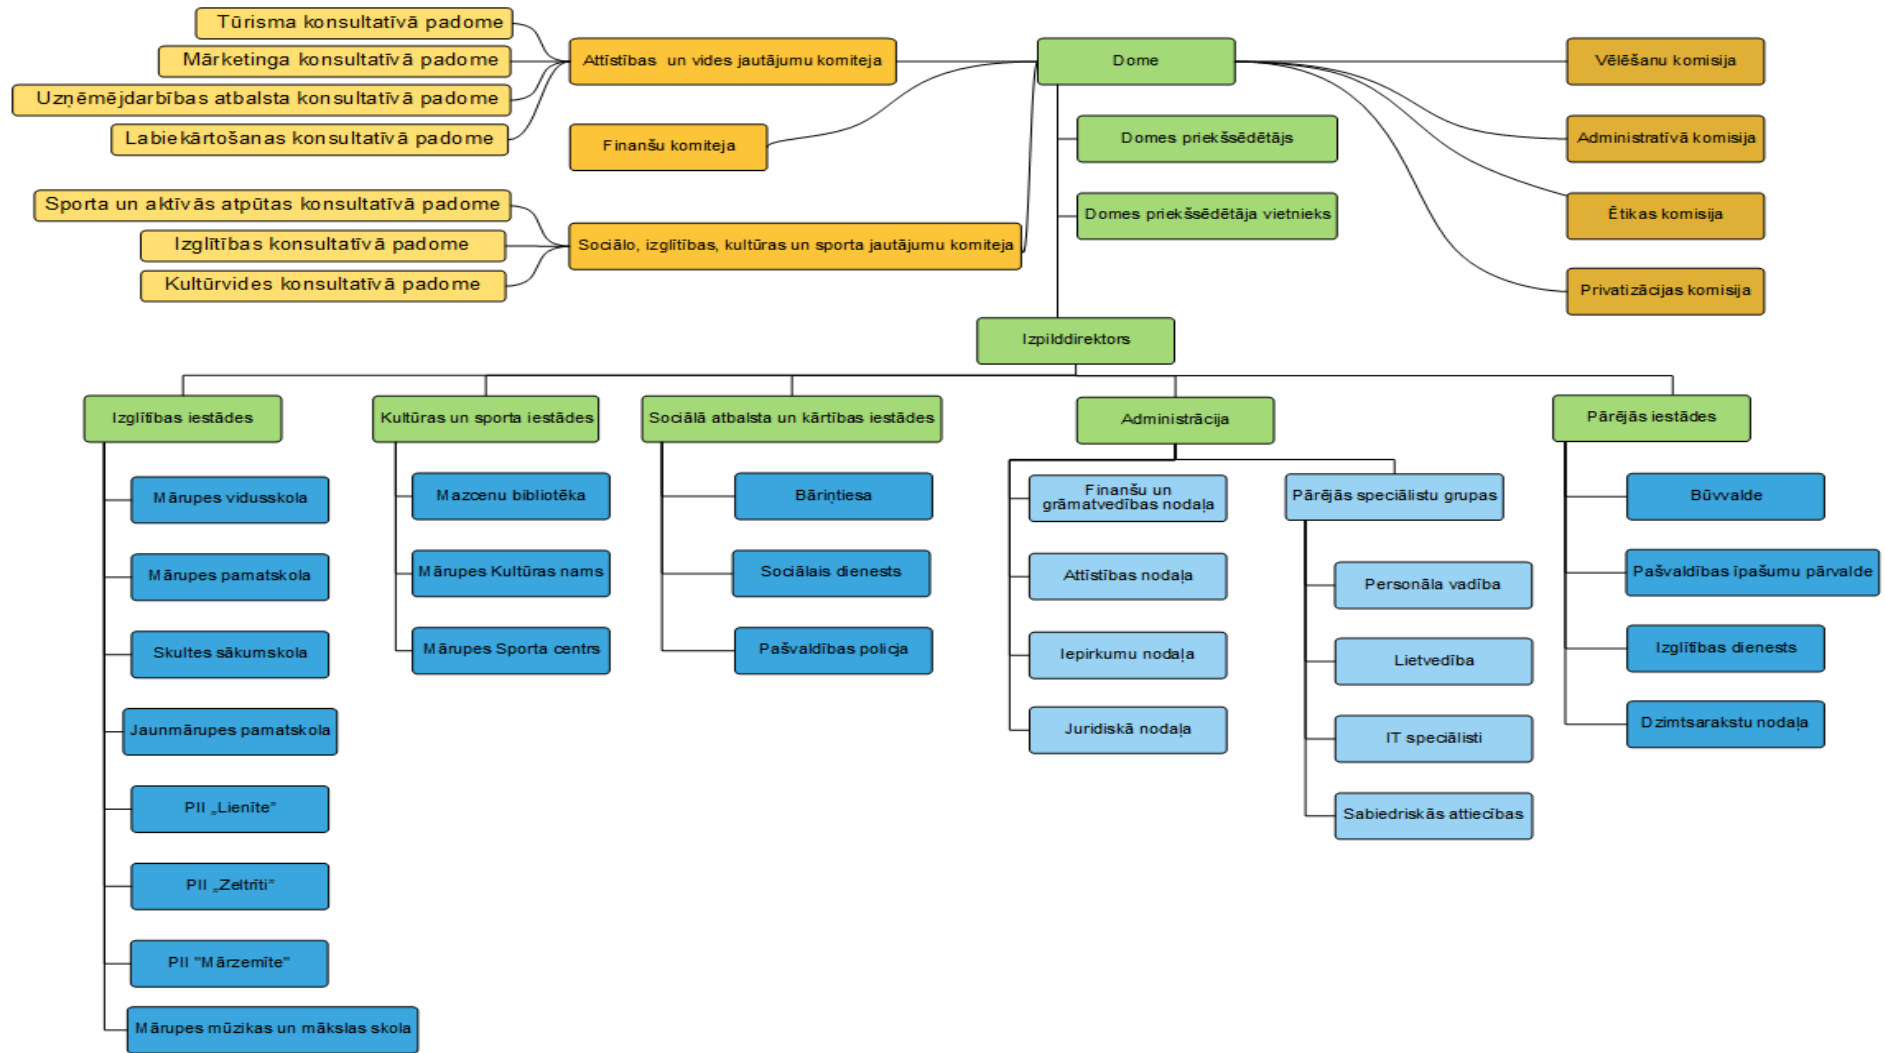 Tūrisma konsultatīvā padome
Mārketinga konsultatīvā padome
Uzņēmējdarbības atbalsta konsultatīvā padome
Labiekārtošanas konsultatīvā padome
Sporta un aktīvās atpūtas konsultatīvā padome
Izglītības konsultatīvā padome
Kultūrvides konsultatīvā padome
Attīstības un vides jautājumu komiteja
Finanšu komiteja
Sociālo, izglītības, kultūras un sporta jautājumu komiteja
Dome
Domes priekšsēdētājs
Domes priekšsēdētāja vietnieks
Vēlēšanu komisija
Administratīvā komisija
Ētikas komisija
Privatizācijas komisija
Izpilddirektors
Izglītības iestādes
Mārupes vidusskola
Mārupes pamatskola
Skultes sākumskola
Jaunmārupes pamatskola
PII „Lienīte”
PII „Zeltrīti”
PII "Mārzemīte"
Mārupes mūzikas un mākslas skola
Kultūras un sporta iestādes
Mazcenu bibliotēka
Mārupes Kultūras nams
Mārupes Sporta centrs
Sociālā atbalsta un kārtības iestādes
Bāriņtiesa
Sociālais dienests
Pašvaldības policja
Administrācija
Finanšu un
grāmatvedības nodaļa
Attīstības nodaļa
Iepirkumu nodaļa
Juridiskā nodaļa
Pārējās speciālistu grupas
Personāla vadība
Lietvedība
IT speciālisti
Sabiedriskās attiecības
Pārējās iestādes
Būvvalde
Pašvaldības īpašumu pārvalde
Izglītības dienests
Dzimtsarakstu nodaļa